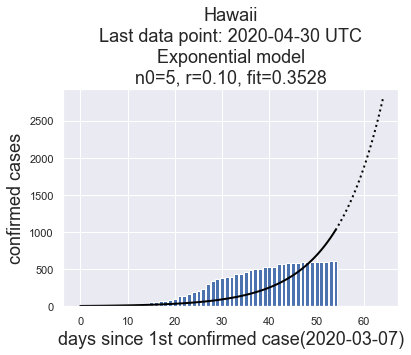 Hawaii
Last data point: 2020-04-30 UTC
Exponential model
n0=5, r=0.10, fit=0.3528
confirmed cases
2500
2000
1500
1000
500
0
0 10 20 30 40 50 60
days since 1st confirmed case(2020-03-07)